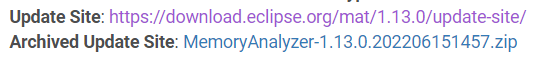 Update Site: https://download.eclipse.org/mat/1.13.0/update-site/
Archived Update Site: MemoryAnalyzer-1.13.0.202206151457.zip